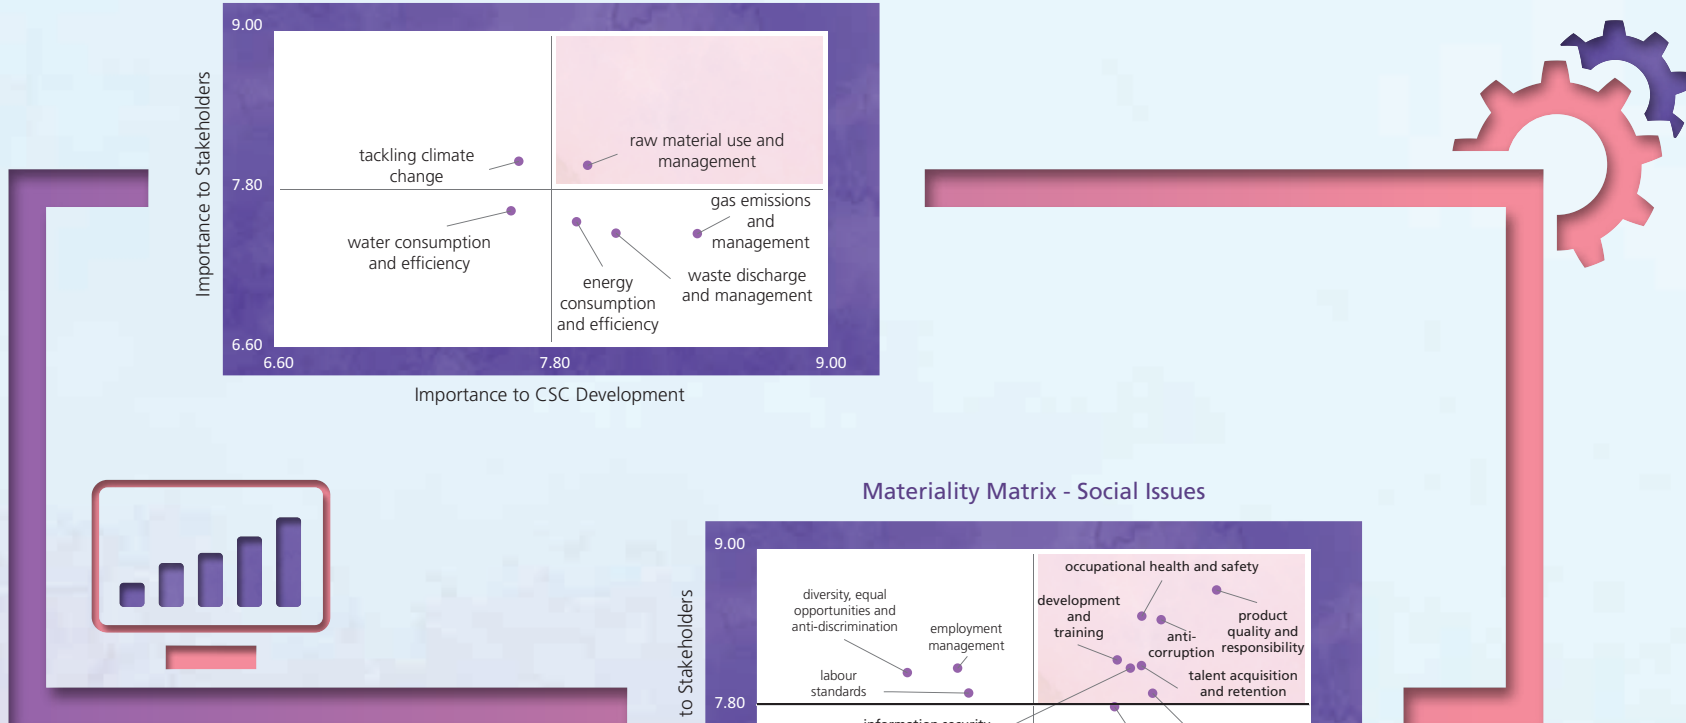 9.00
Importance to Stakeholders
tackling climate
change
raw material use and
management
7.80
gas emissions
and
management
water consumption
and efficiency
energy
consumption
and efficiency
waste discharge
and management
6.60
6.60
7.80
9.00
Importance to CSC Development
Materiality Matrix - Social Issues
9.00
to Stakeholders
occupational health and safety
diversity, equal
opportunities and
anti-discrimination
employment
management
development
and
training
anti-
corruption
product
quality and
responsibility
labour
standards
talent acquisition
and retention
7.80
information security